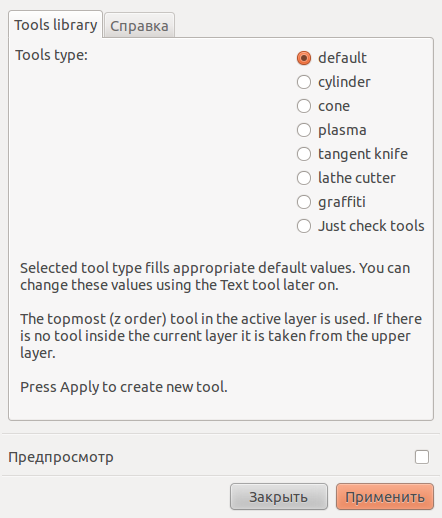 Tools library
Справка
Tools type:
default
cylinder
cone
plasma
tangent knife
lathe cutter
graffiti
Just check tools
Selected tool type fills appropriate default values. You can
change these values using the Text tool later on.
The topmost (z order) tool in the active layer is used. If there
is no tool inside the current layer it is taken from the upper
layer.
Press Apply to create new tool.
Предпросмотр
Закрыть
Применить